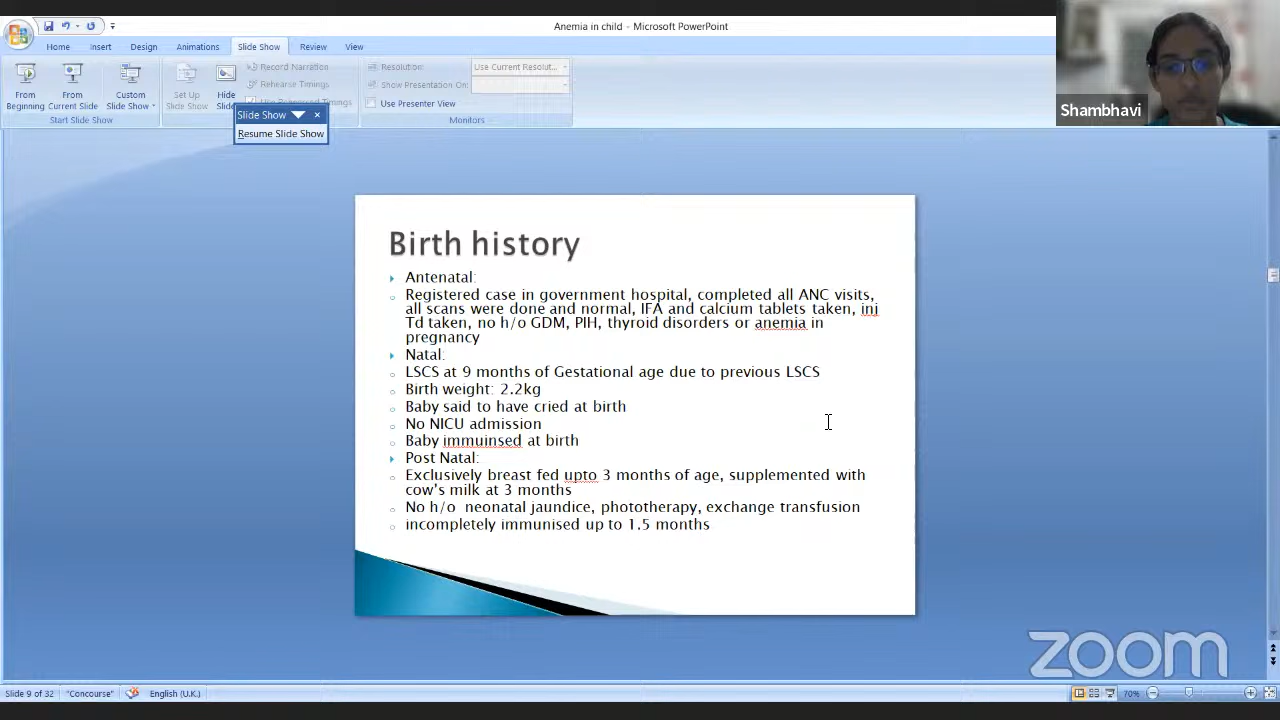 Anemia in child - Microsoft PowerPoint
Home Insert Design Animations Slide Show Review View
Record Narration
Rehearse Timings
Resolution: Use Current Resolut...
Show Presentation On:
Use Presenter View
From Beginning
From Current Slide
Custom Slide Show
Set Up Slide Show
Hide
Start Slide Show
Monitors
Slide Show
Resume Slide Show
Shambhavi
Birth history
Antenatal:
Registered case in government hospital, completed all ANC visits,
all scans were done and normal, IFA and calcium tablets taken, inj
Td taken, no h/o GDM, PIH, thyroid disorders or anemia in
pregnancy
Natal:
LSCS at 9 months of Gestational age due to previous LSCS
Birth weight: 2.2kg
Baby said to have cried at birth
No NICU admission
Baby immuinsed at birth
Post Natal:
Exclusively breast fed upto 3 months of age, supplemented with
cow's milk at 3 months
No h/o neonatal jaundice, phototherapy, exchange transfusion
incompletely immunised up to 1.5 months
zoom
Slide 9 of 32 "Concourse" English (U.K.) 70%